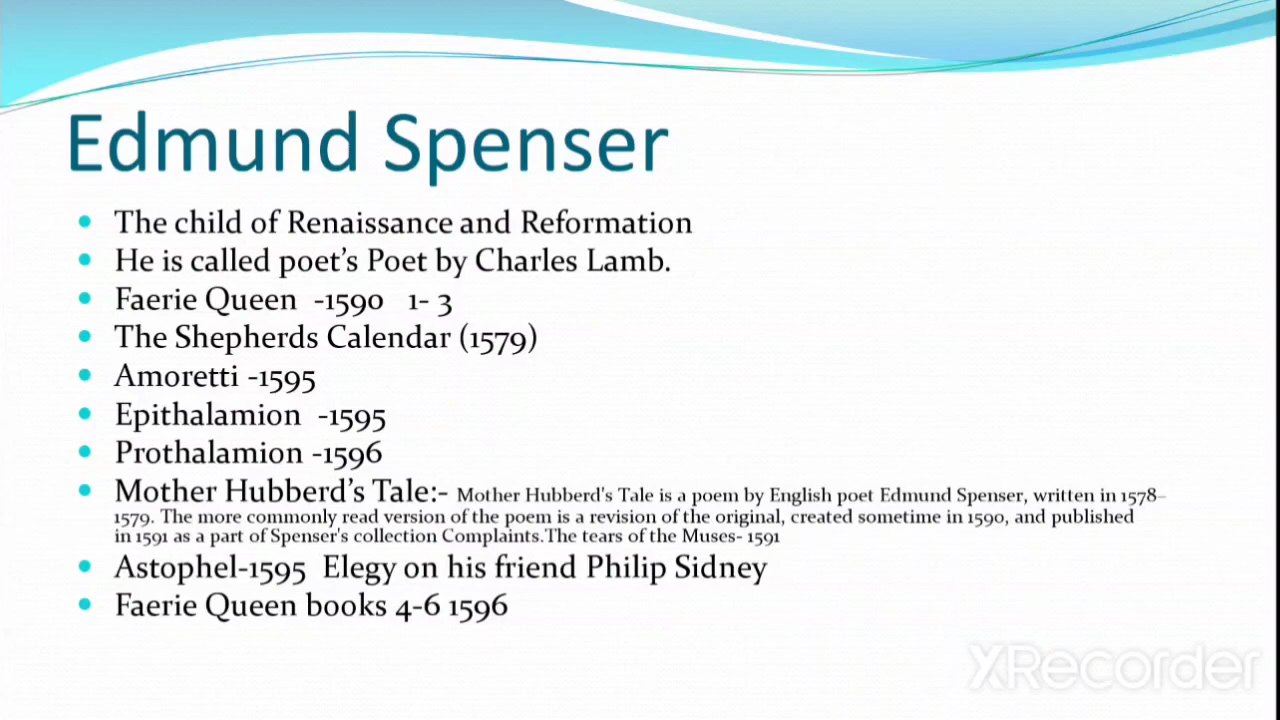 Edmund Spenser
The child of Renaissance and Reformation
He is called poet's Poet by Charles Lamb.
Faerie Queen -1590 1- 3
The Shepherds Calendar (1579)
Amoretti -1595
Epithalamion -1595
Prothalamion -1596
Mother Hubberd's Tale:- Mother Hubberd's Tale is a poem by English poet Edmund Spenser, written in 1578–
1579. The more commonly read version of the poem is a revision of the original, created sometime in 1590, and published
in 1591 as a part of Spenser's collection Complaints.The tears of the Muses- 1591
Astophel-1595 Elegy on his friend Philip Sidney
Faerie Queen books 4-6 1596
XRecorder